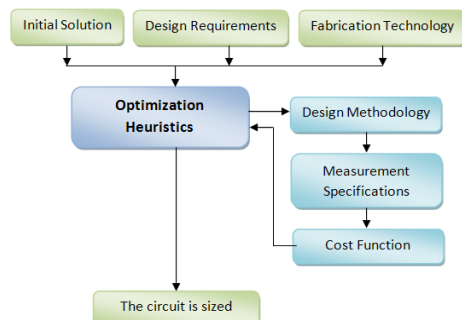 Initial Solution
Design Requirements
Fabrication Technology
Optimization
Heuristics
Design Methodology
Measurement
Specifications
Cost Function
The circuit is sized